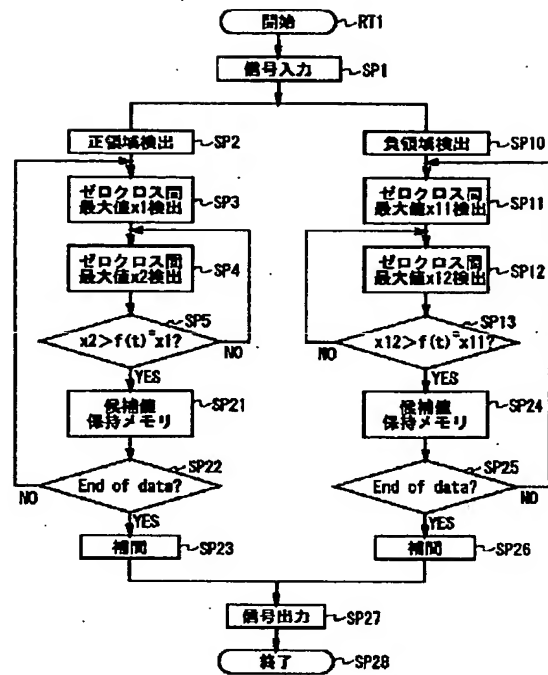 開始
RT1
信号入力
SP1
正領域検出
SP2
負領域検出
SP10
ゼロクロス間
最大値x1検出
SP3
ゼロクロス間
最大値x11検出
SP11
ゼロクロス間
最大値x2検出
SP4
ゼロクロス間
最大値x12検出
SP12
SP5
x2>f(t)=x1?
NO
YES
SP13
x12>f(t)=x11?
NO
YES
候補値
保持メモリ
SP21
候補値
保持メモリ
SP24
SP22
End of data?
NO
YES
SP25
End of data?
NO
YES
補間
SP23
補間
SP26
信号出力
SP27
終了
SP28